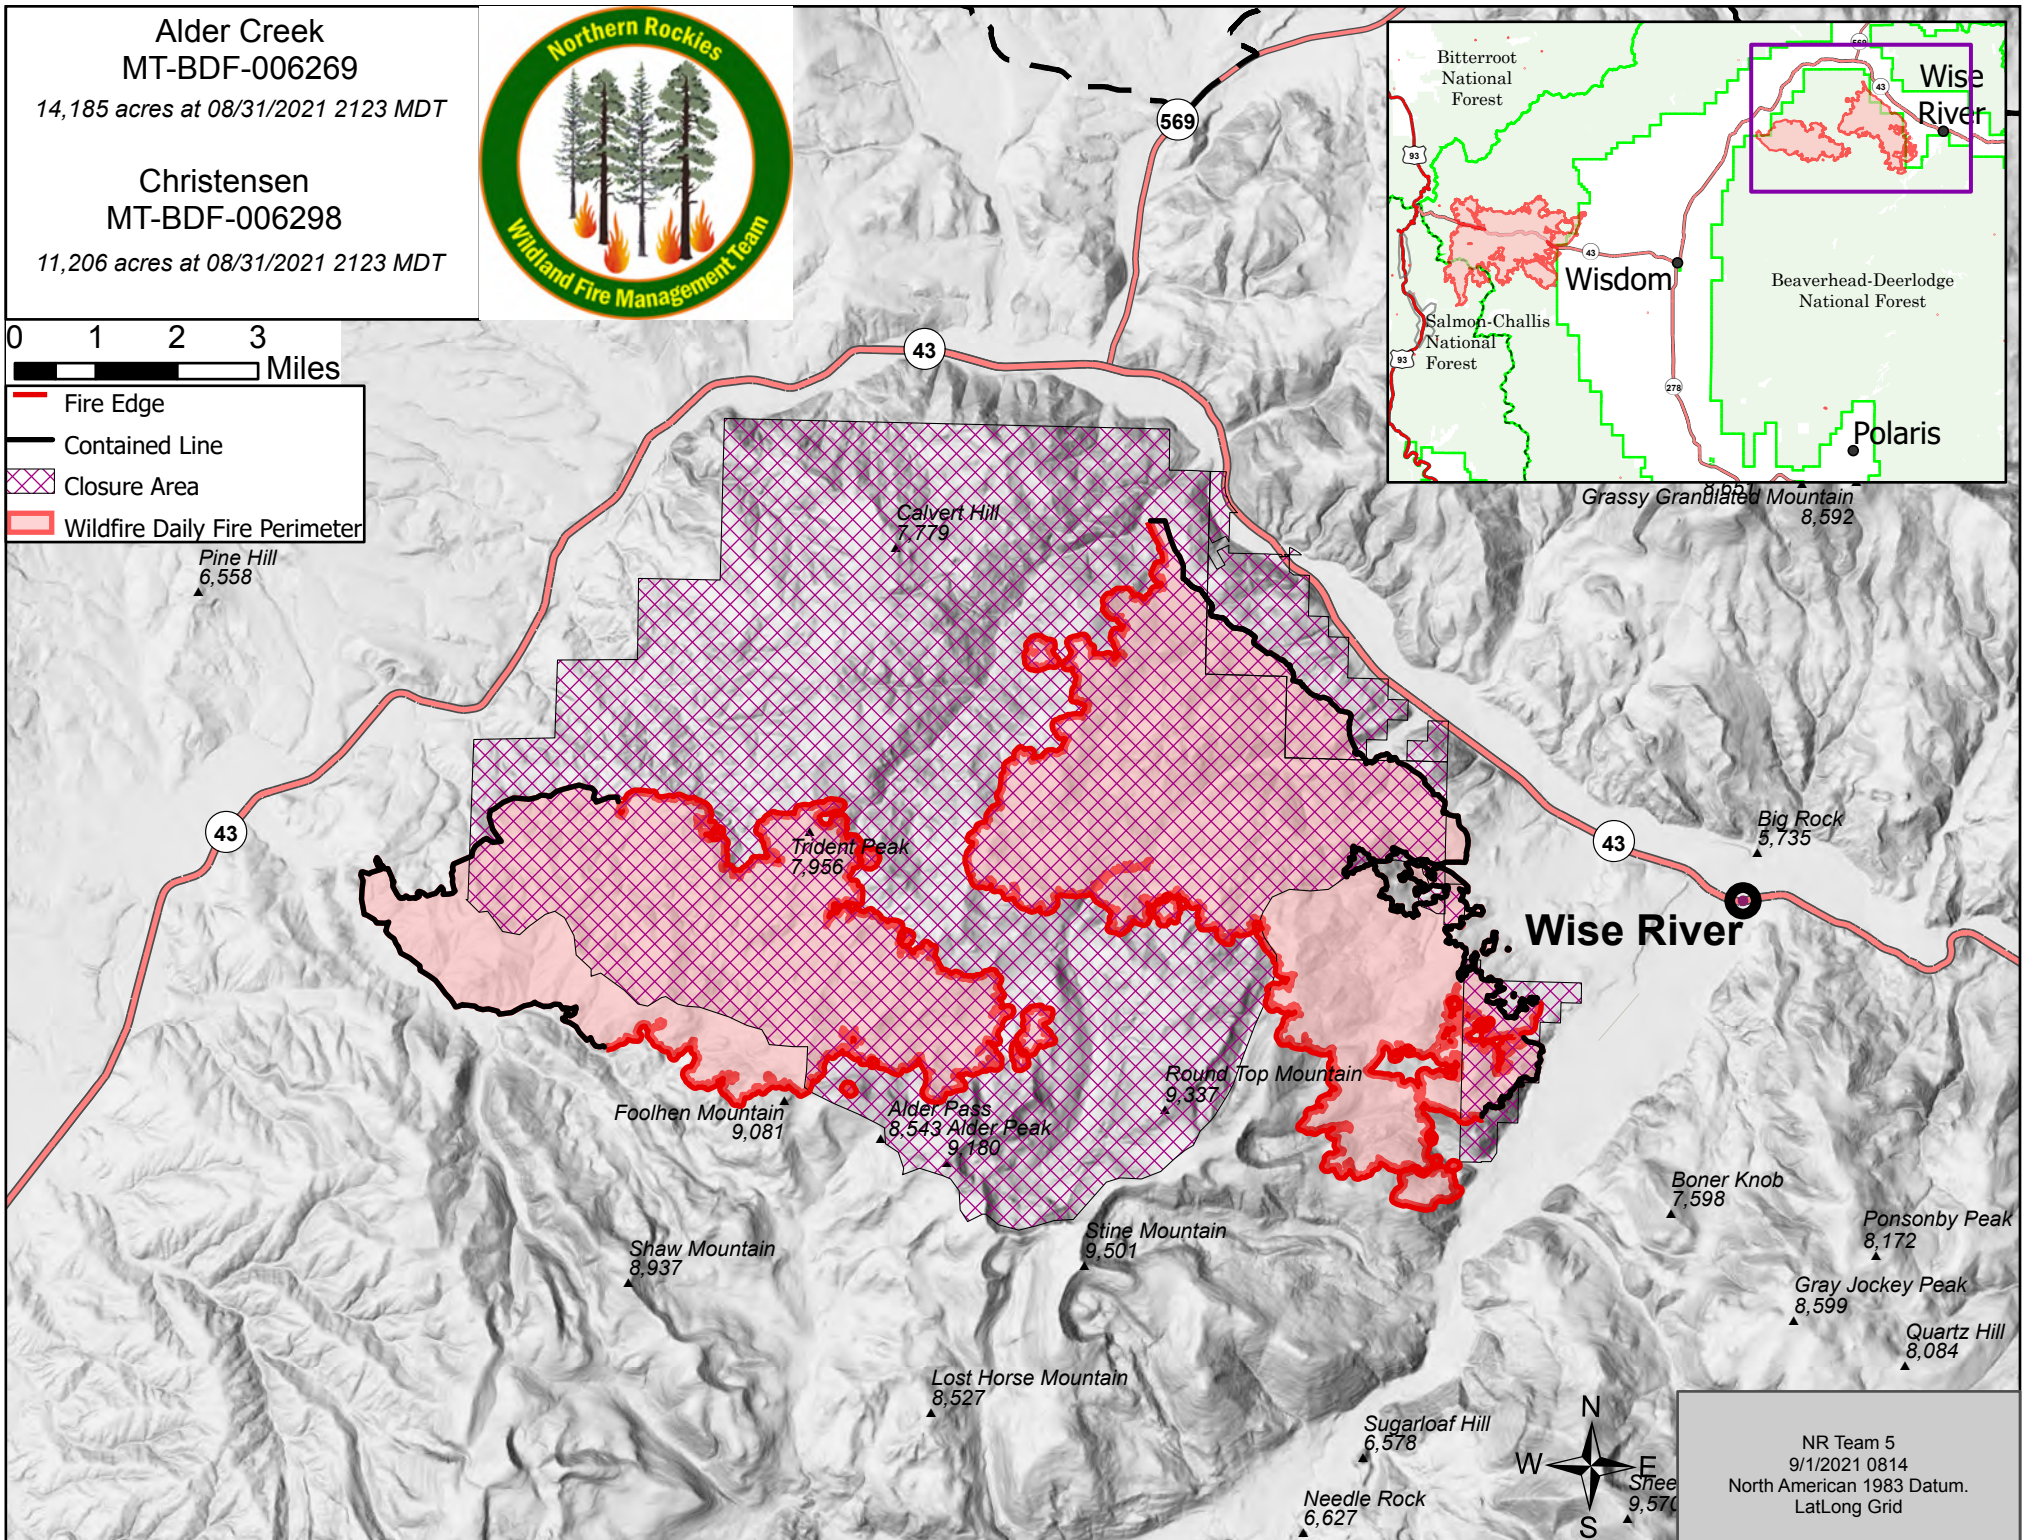 Alder Creek
MT-BDF-006269
14,185 acres at 08/31/2021 2123 MDT
Christensen
MT-BDF-006298
11,206 acres at 08/31/2021 2123 MDT
Northern Rockies
Wildland Fire Management Team
0 1 2 3
Miles
Fire Edge
Contained Line
Closure Area
Wildfire Daily Fire Perimeter
569
43
43
43
Bitterroot
National
Forest
569
43
Wise
River
93
43
Wisdom
Beaverhead-Deerlodge
National Forest
Salmon-Challis
National
Forest
93
278
Polaris
8,651
Grassy Granulated Mountain
8,592
Pine Hill
6,558
Calvert Hill
7,779
Trident Peak
7,956
Big Rock
5,735
Wise River
Round Top Mountain
9,337
Foolhen Mountain
9,081
Alder Pass
8,543
Alder Peak
9,180
Boner Knob
7,598
Ponsonby Peak
8,172
Stine Mountain
9,501
Shaw Mountain
8,937
Gray Jockey Peak
8,599
Quartz Hill
8,084
Lost Horse Mountain
8,527
Sugarloaf Hill
6,578
Needle Rock
6,627
N
W
E
S
Shee
9,570
NR Team 5
9/1/2021 0814
North American 1983 Datum.
LatLong Grid